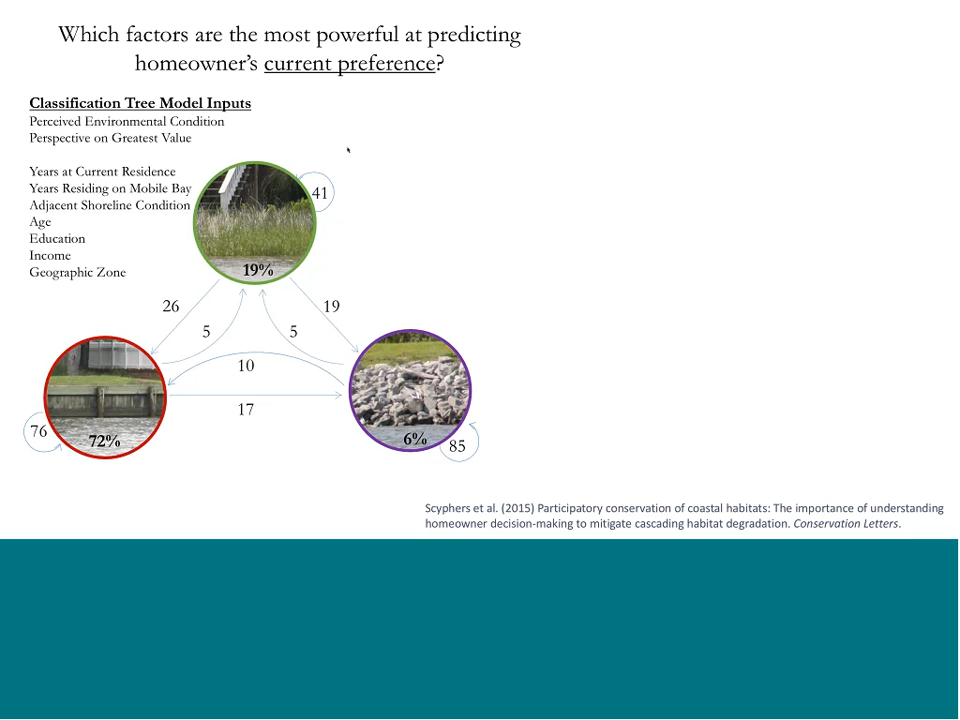 Which factors are the most powerful at predicting
homeowner’s current preference?
Classification Tree Model Inputs
Perceived Environmental Condition
Perspective on Greatest Value
Years at Current Residence
Years Residing on Mobile Bay
Adjacent Shoreline Condition
Age
Education
Income
Geographic Zone
41
19%
26
19
5
5
10
17
76
72%
6%
85
Scyphers et al. (2015) Participatory conservation of coastal habitats: The importance of understanding
homeowner decision-making to mitigate cascading habitat degradation. Conservation Letters.